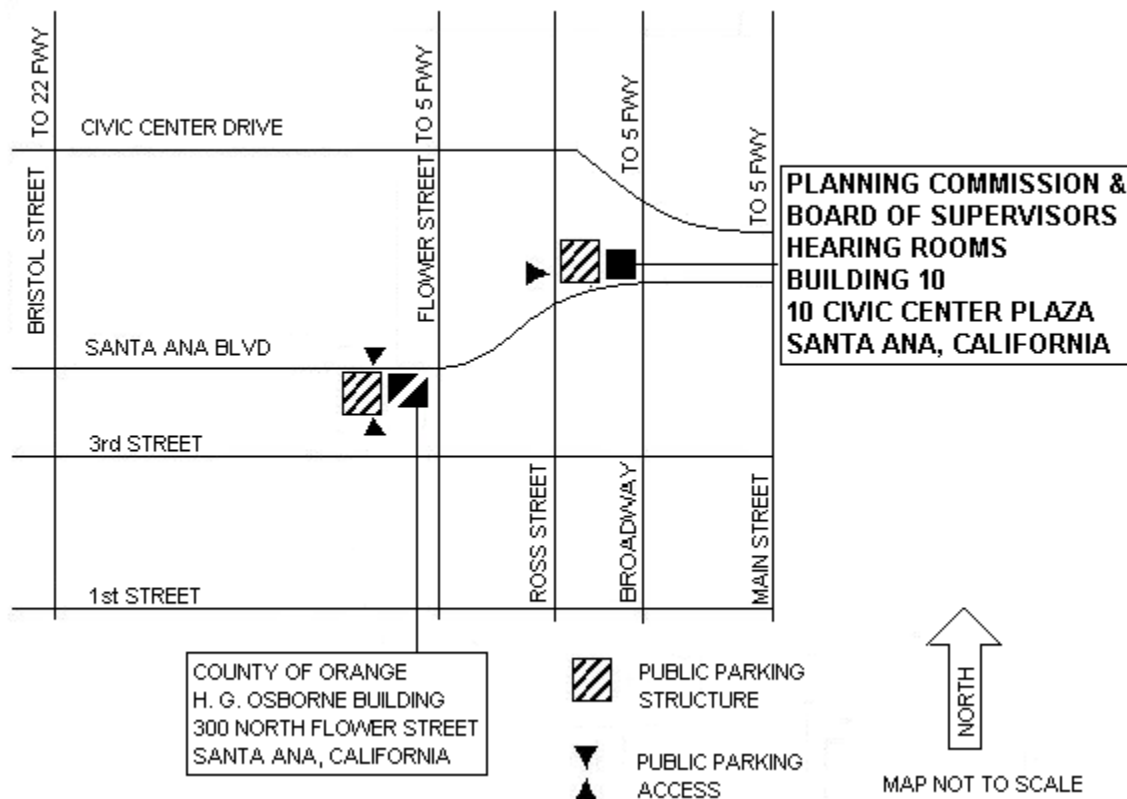 TO 22 FWY
TO 5 FWY
TO 5 FWY
TO 5 FWY
CIVIC CENTER DRIVE
BRISTOL STREET
FLOWER STREET
PLANNING COMMISSION &
BOARD OF SUPERVISORS
HEARING ROOMS
BUILDING 10
10 CIVIC CENTER PLAZA
SANTA ANA, CALIFORNIA
SANTA ANA BLVD
3rd STREET
ROSS STREET
BROADWAY
MAIN STREET
1st STREET
COUNTY OF ORANGE
H. G. OSBORNE BUILDING
300 NORTH FLOWER STREET
SANTA ANA, CALIFORNIA
PUBLIC PARKING
STRUCTURE
PUBLIC PARKING
ACCESS
NORTH
MAP NOT TO SCALE